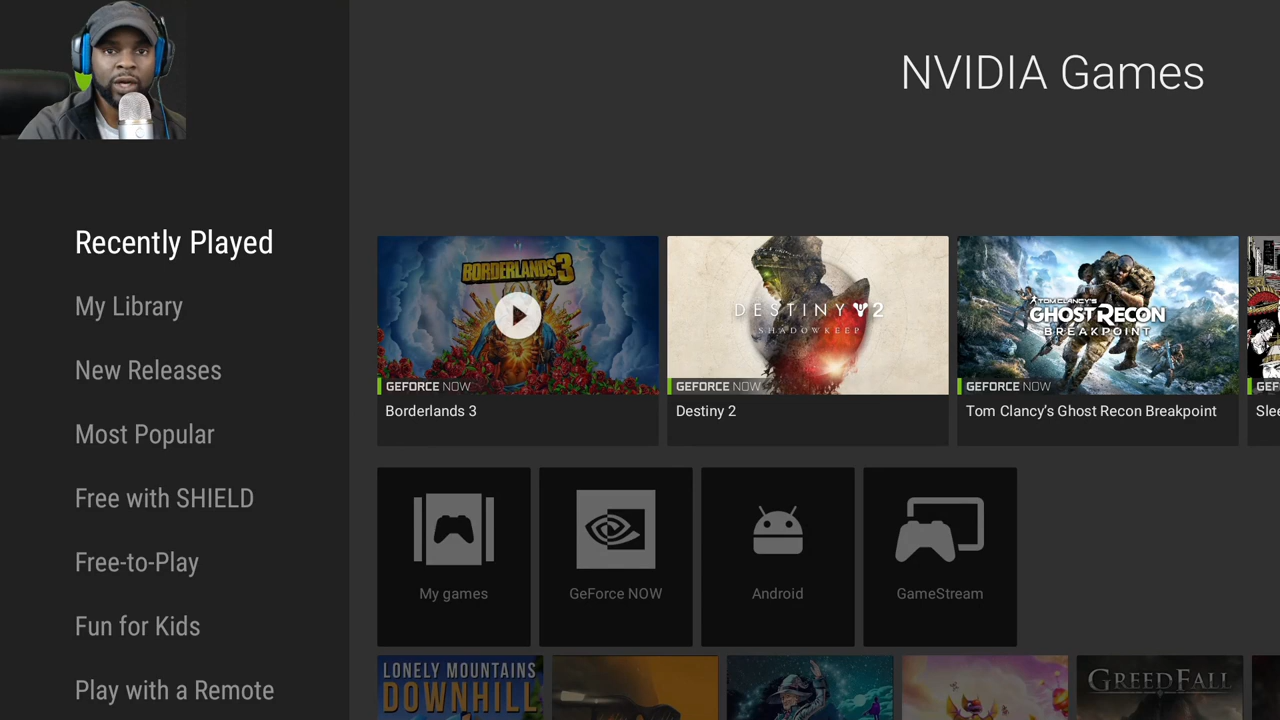 NVIDIA Games
Recently Played
My Library
New Releases
Most Popular
Free with SHIELD
Free-to-Play
Fun for Kids
Play with a Remote
BORDERLANDS 3
GEFORCE NOW
Borderlands 3
DESTINY 2
SHADOWKEEP
GEFORCE NOW
Destiny 2
TOM CLANCY'S
GHOST RECON
BREAKPOINT
GEFORCE NOW
Tom Clancy's Ghost Recon Breakpoint
GEF
Slee
My games
GeForce NOW
Android
GameStream
LONELY MOUNTAINS
DOWNHILL
GREEDFALL